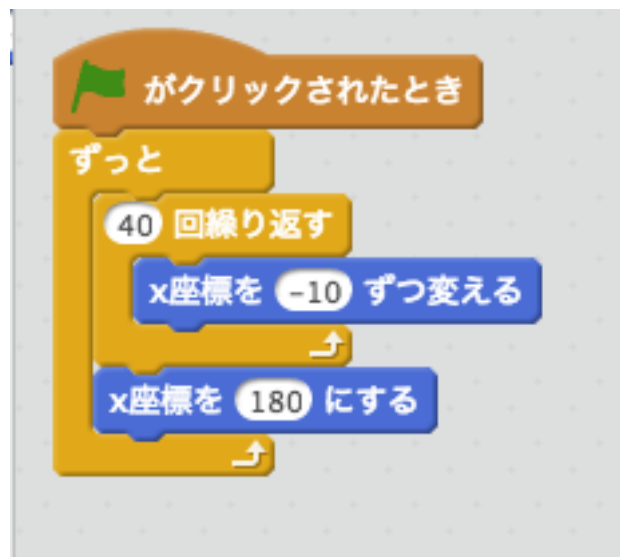 がクリックされたとき
ずっと
40 回繰り返す
x座標を -10 ずつ変える
x座標を 180 にする